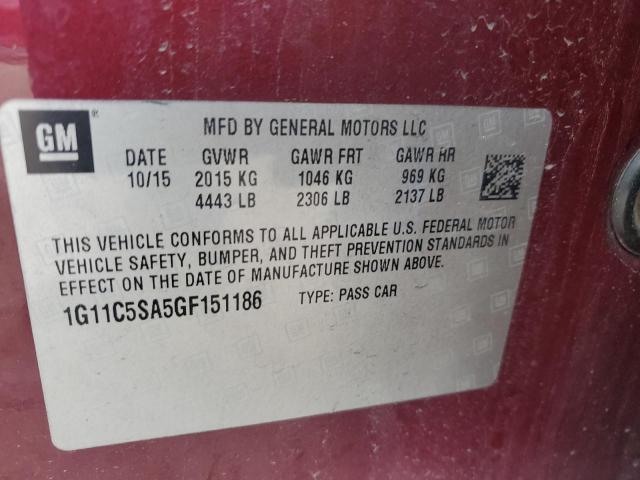 GM ®
MFD BY GENERAL MOTORS LLC
DATE GVWR GAWR FRT GAWR RR
10/15 2015 KG 1046 KG 969 KG
4443 LB 2306 LB 2137 LB
THIS VEHICLE CONFORMS TO ALL APPLICABLE U.S. FEDERAL MOTOR
VEHICLE SAFETY, BUMPER, AND THEFT PREVENTION STANDARDS IN
EFFECT ON THE DATE OF MANUFACTURE SHOWN ABOVE.
1G11C5SA5GF151186 TYPE: PASS CAR